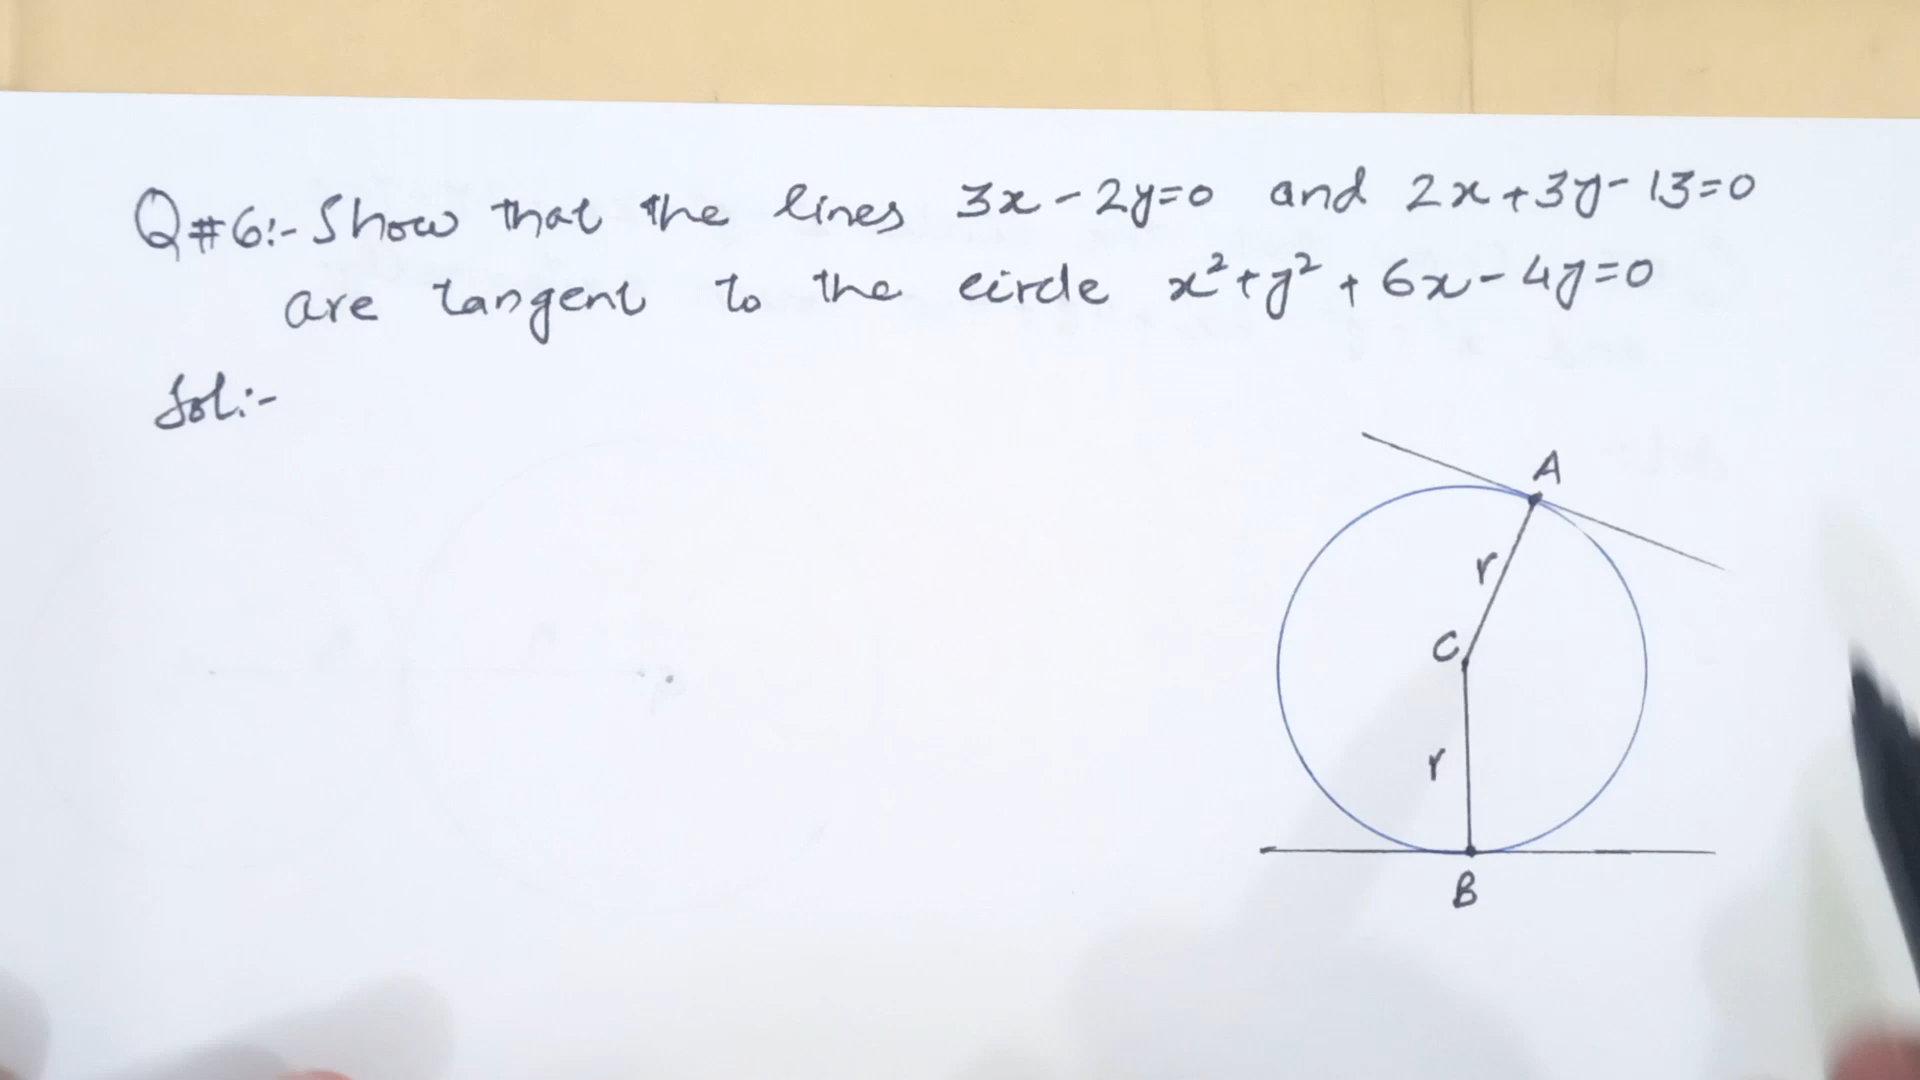 Q#6:- Show that the lines 3x-2y=0 and 2x+3y-13=0
are tangent to the circle x²+y²+6x-4y=0
Sol:-
A
r
C
r
B